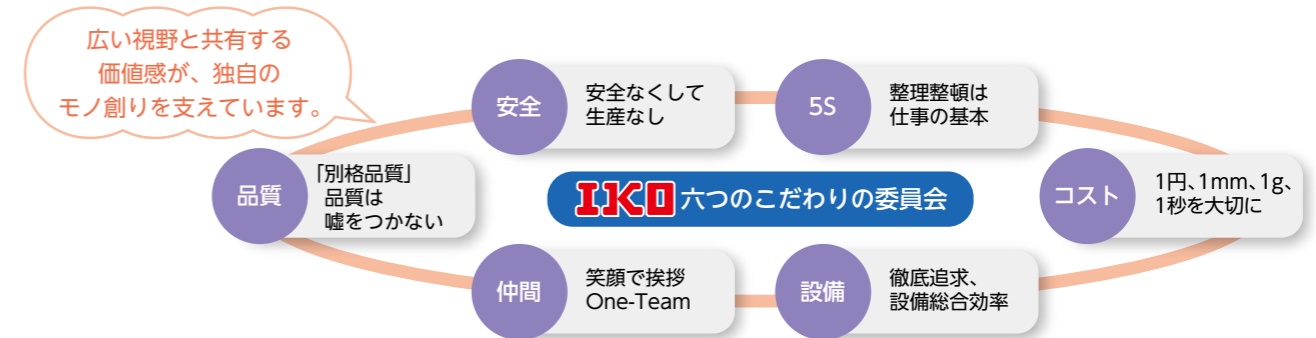 広い視野と共有する
価値感が、独自の
モノ創りを支えています。
安全
安全なくして
生産なし
5S
整理整頓は
仕事の基本
品質
「別格品質」
品質は
嘘をつかない
IKO 六つのこだわりの委員会
コスト
1円、1mm、1g、
1秒を大切に
仲間
笑顔で挨拶
One-Team
設備
徹底追求、
設備総合効率